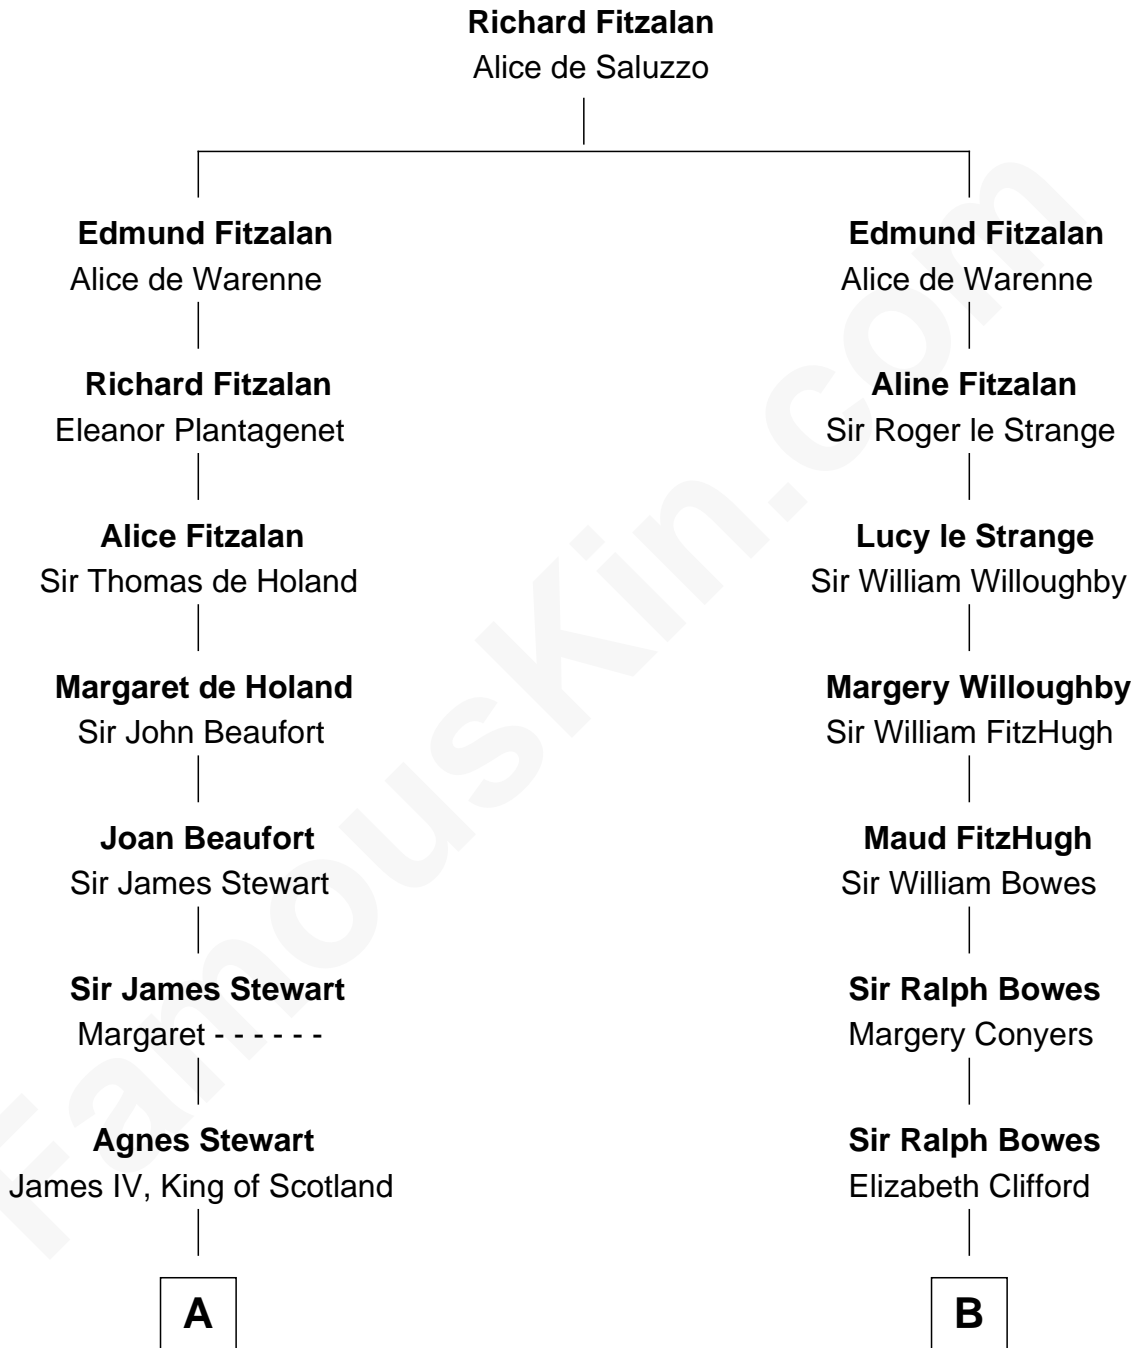 Richard Fitzalan
Alice de Saluzzo
Edmund Fitzalan
Alice de Warenne
Edmund Fitzalan
Alice de Warenne
Richard Fitzalan
Eleanor Plantagenet
Aline Fitzalan
Sir Roger le Strange
Alice Fitzalan
Sir Thomas de Holand
Lucy le Strange
Sir William Willoughby
Margaret de Holand
Sir John Beaufort
Margery Willoughby
Sir William FitzHugh
Joan Beaufort
Sir James Stewart
Maud FitzHugh
Sir William Bowes
Sir James Stewart
Margaret - - - - - -
Sir Ralph Bowes
Margery Conyers
Agnes Stewart
James IV, King of Scotland
Sir Ralph Bowes
Elizabeth Clifford
A
B
FamousKin.com